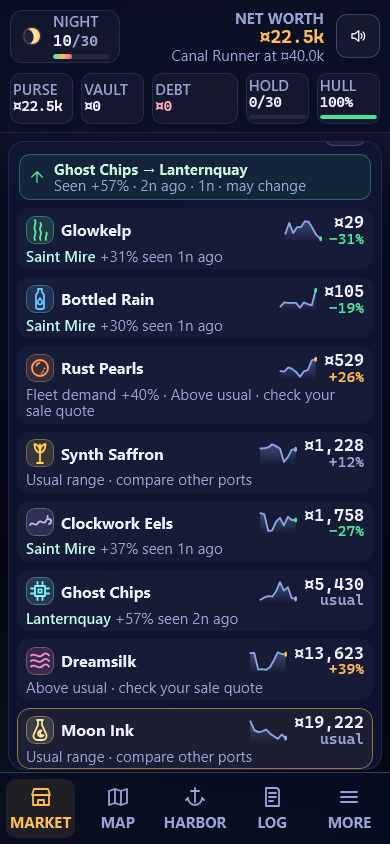 NIGHT
10/30
NET WORTH
¤22.5k
Canal Runner at ¤40.0k
PURSE
¤22.5k
VAULT
¤0
DEBT
¤0
HOLD
0/30
HULL
100%
Ghost Chips → Lanternquay
Seen +57% · 2n ago · 1n · may change
Glowkelp
¤29
−31%
Saint Mire +31% seen 1n ago
Bottled Rain
¤105
−19%
Saint Mire +30% seen 1n ago
Rust Pearls
¤529
+26%
Fleet demand +40% · Above usual · check your
sale quote
Synth Saffron
¤1,228
+12%
Usual range · compare other ports
Clockwork Eels
¤1,758
−27%
Saint Mire +37% seen 1n ago
Ghost Chips
¤5,430
usual
Lanternquay +57% seen 2n ago
Dreamsilk
¤13,623
+39%
Above usual · check your sale quote
Moon Ink
¤19,222
usual
Usual range · compare other ports
MARKET
MAP
HARBOR
LOG
MORE